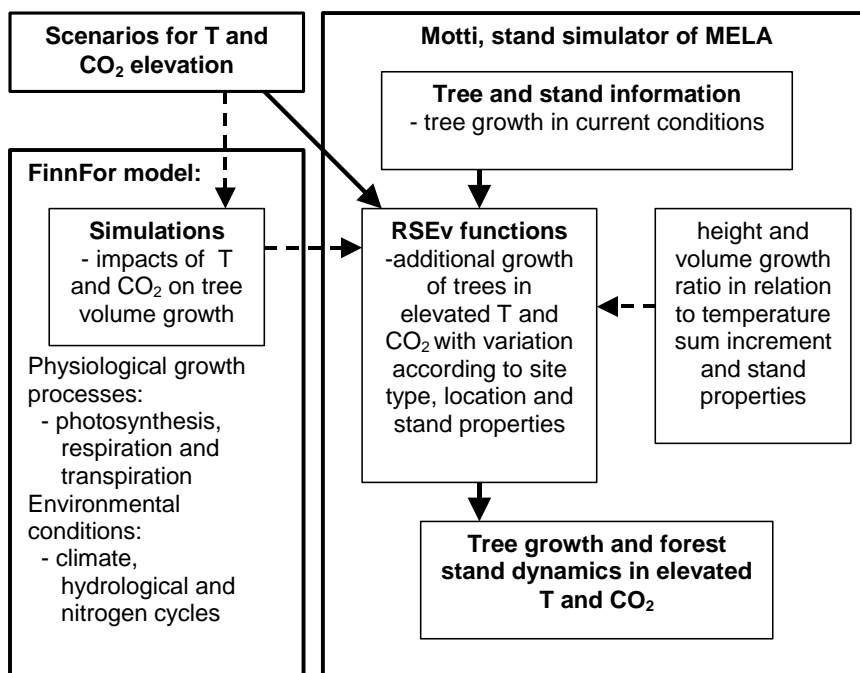 Scenarios for T and
CO₂ elevation
Motti, stand simulator of MELA
Tree and stand information
- tree growth in current conditions
FinnFor model:
Simulations
- impacts of T
and CO₂ on tree
volume growth
Physiological growth
processes:
- photosynthesis,
respiration and
transpiration
Environmental
conditions:
- climate,
hydrological and
nitrogen cycles
RSEv functions
-additional growth
of trees in
elevated T and
CO₂ with variation
according to site
type, location and
stand properties
height and
volume growth
ratio in relation
to temperature
sum increment
and stand
properties
Tree growth and forest
stand dynamics in elevated
T and CO₂